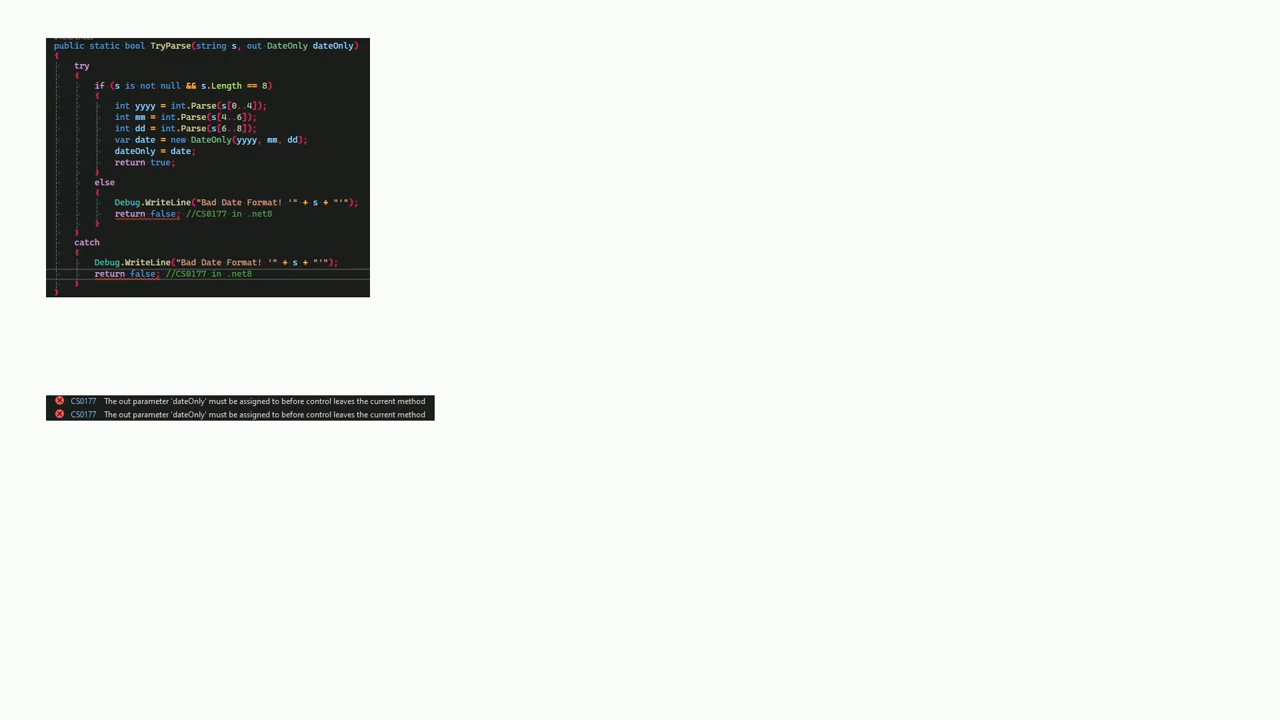 public static bool TryParse(string s, out DateOnly dateOnly)
{
try
{
if (s is not null && s.Length == 8)
{
int yyyy = int.Parse(s[0..4]);
int mm = int.Parse(s[4..6]);
int dd = int.Parse(s[6..8]);
var date = new DateOnly(yyyy, mm, dd);
dateOnly = date;
return true;
}
else
{
Debug.WriteLine("Bad Date Format! '" + s + "'");
return false; //CS0177 in .net8
}
}
catch
{
Debug.WriteLine("Bad Date Format! '" + s + "'");
return false; //CS0177 in .net8
}
}
CS0177 The out parameter 'dateOnly' must be assigned to before control leaves the current method
CS0177 The out parameter 'dateOnly' must be assigned to before control leaves the current method